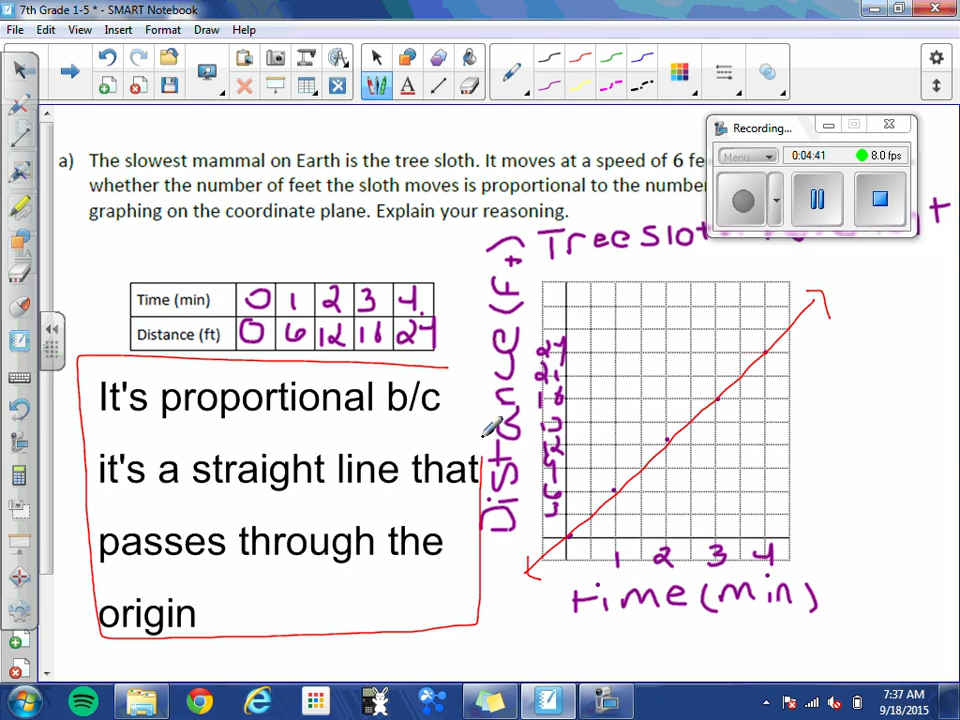 7th Grade 1-5 * - SMART Notebook
File Edit View Insert Format Draw Help
Recording...
Menu 0:04:41 8.0 fps
a) The slowest mammal on Earth is the tree sloth. It moves at a speed of 6 fe
whether the number of feet the sloth moves is proportional to the number
graphing on the coordinate plane. Explain your reasoning.
Tree Slot
Time (min) 0 1 2 3 4
Distance (ft) 0 6 12 18 24
Distance (ft)
It's proportional b/c
it's a straight line that
passes through the
origin
1 2 3 4
time (min)
7:37 AM
9/18/2015